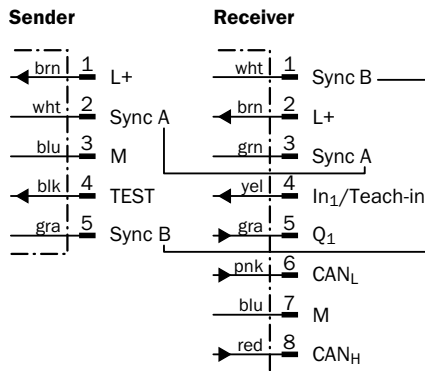 Sender Receiver
brn 1 L+
wht 2 Sync A
blu 3 M
blk 4 TEST
gra 5 Sync B
wht 1 Sync B
brn 2 L+
grn 3 Sync A
yel 4 In₁/Teach-in
gra 5 Q₁
pnk 6 CANL
blu 7 M
red 8 CANH